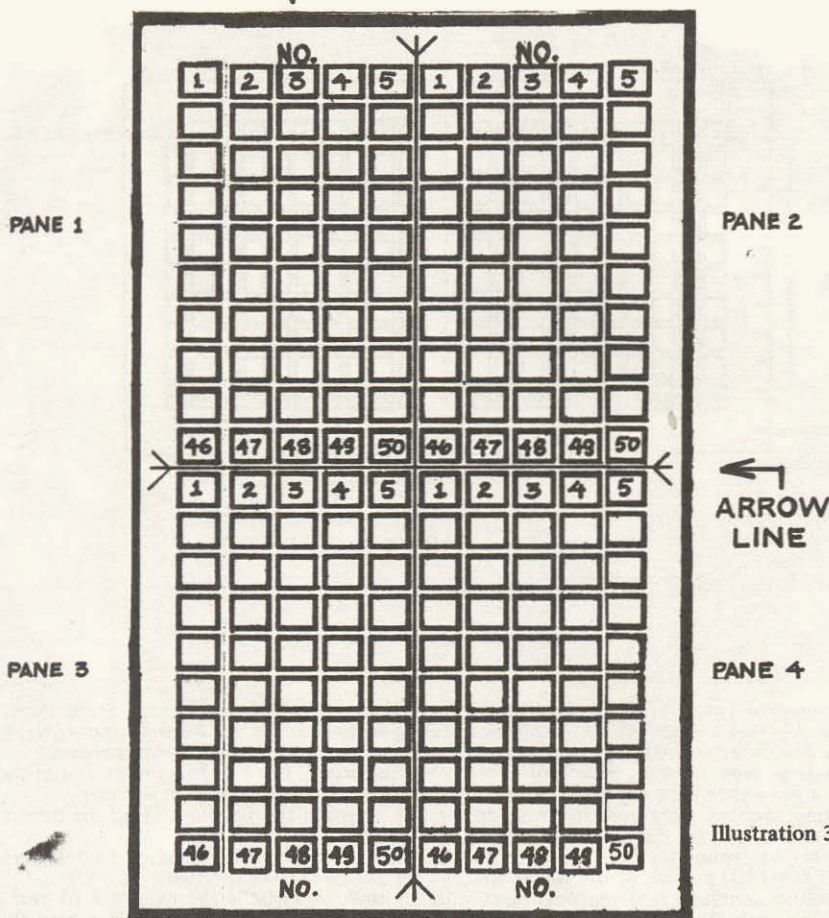 NO. NO.
1 2 3 4 5 1 2 3 4 5
PANE 1
PANE 2
46 47 48 49 50 46 47 48 49 50
1 2 3 4 5 1 2 3 4 5
ARROW
LINE
PANE 3
PANE 4
46 47 48 49 50 46 47 48 49 50
NO. NO.
Illustration 3